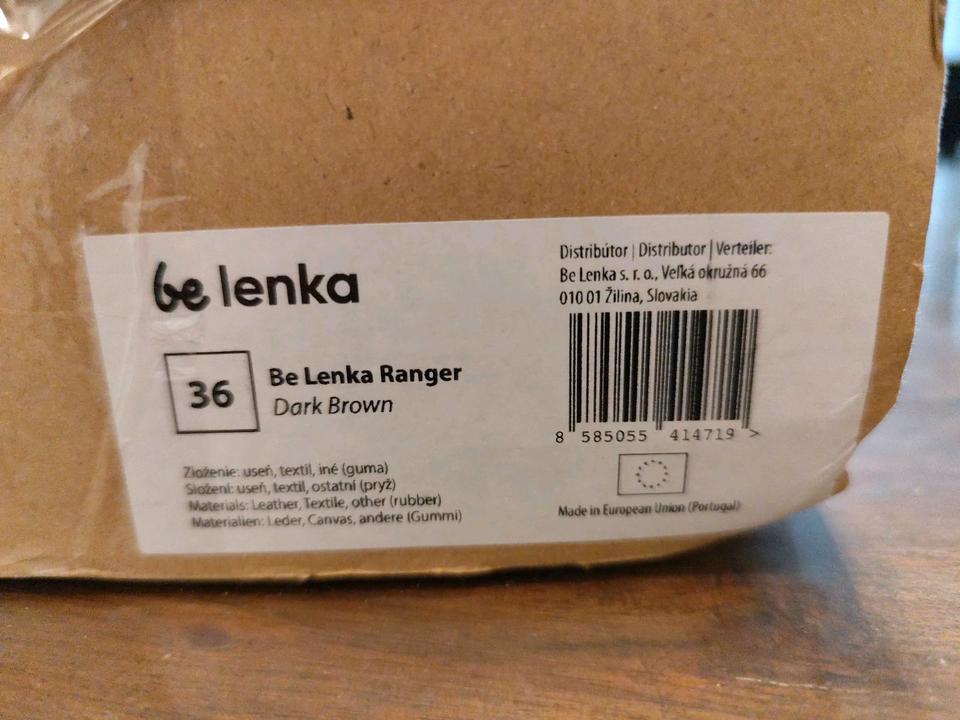 be lenka
36
Be Lenka Ranger
Dark Brown
Zloženie: useň, textil, iné (guma)
Složení: useň, textil, ostatní (pryž)
Materials: Leather, Textile, other (rubber)
Materialien: Leder, Canvas, andere (Gummi)
Distribútor | Distributor | Verteiler:
Be Lenka s. r. o., Veľká okružná 66
010 01 Žilina, Slovakia
8 585055 414719 >
Made in European Union (Portugal)